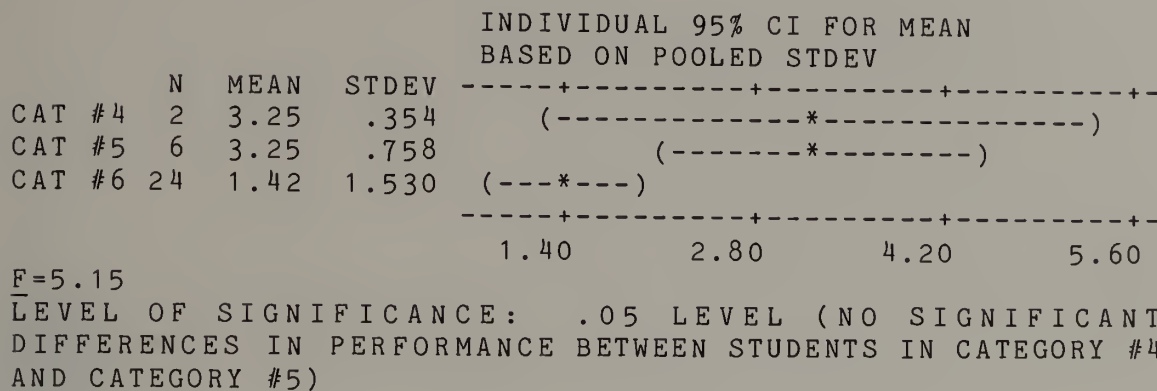 INDIVIDUAL 95% CI FOR MEAN
BASED ON POOLED STDEV
N MEAN STDEV -----+---------+---------+---------+-
CAT #4 2 3.25 .354 (-------------*--------------)
CAT #5 6 3.25 .758 (-------*--------)
CAT #6 24 1.42 1.530 (---*---)
-----+---------+---------+---------+-
1.40 2.80 4.20 5.60
F=5.15
LEVEL OF SIGNIFICANCE: .05 LEVEL (NO SIGNIFICANT
DIFFERENCES IN PERFORMANCE BETWEEN STUDENTS IN CATEGORY #4
AND CATEGORY #5)